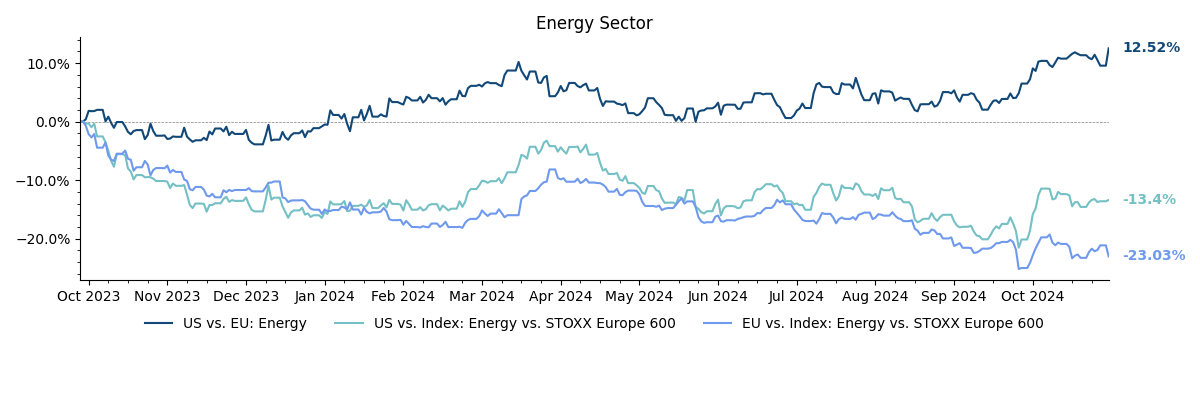 Energy Sector
12.52%
10.0%
0.0%
−10.0%
-13.4%
−20.0%
-23.03%
Oct 2023 Nov 2023 Dec 2023 Jan 2024 Feb 2024 Mar 2024 Apr 2024 May 2024 Jun 2024 Jul 2024 Aug 2024 Sep 2024 Oct 2024
US vs. EU: Energy US vs. Index: Energy vs. STOXX Europe 600 EU vs. Index: Energy vs. STOXX Europe 600